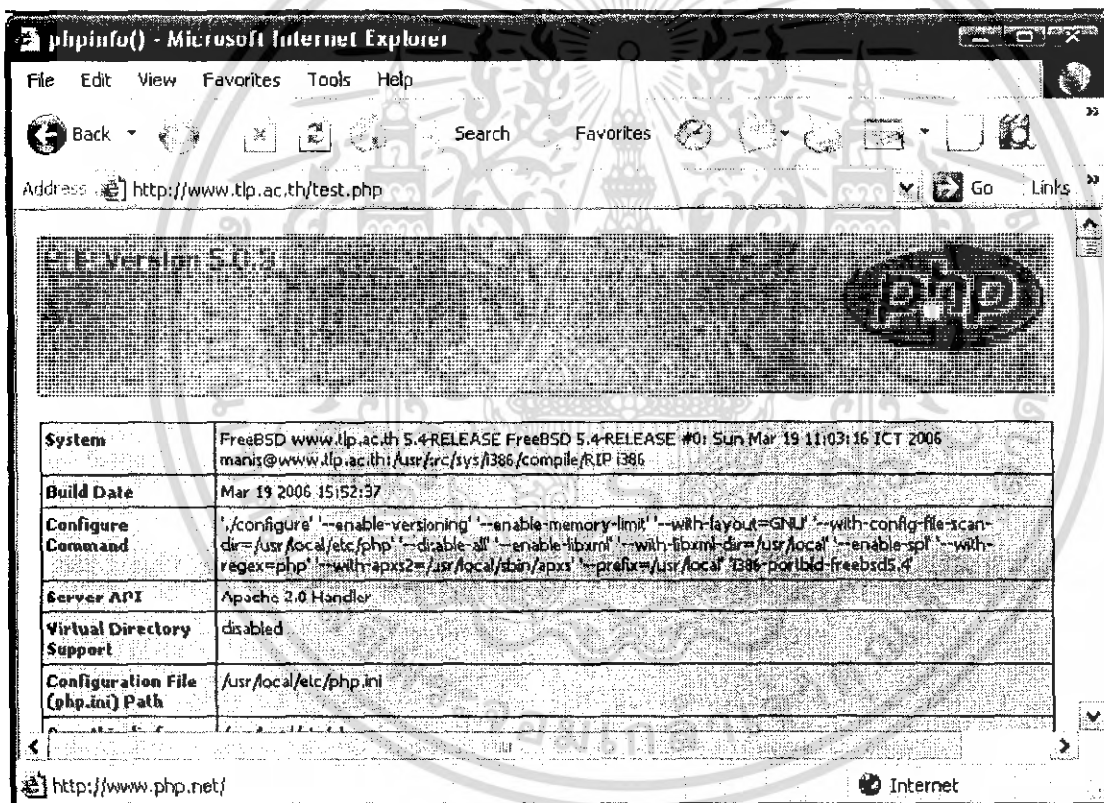 phpinfo() - Microsoft Internet Explorer
File Edit View Favorites Tools Help
Back Search Favorites
Address http://www.tlp.ac.th/test.php Go Links
PHP Version 5.0.3
php
System FreeBSD www.tlp.ac.th 5.4-RELEASE FreeBSD 5.4-RELEASE #0: Sun Mar 19 11:03:16 ICT 2006
manis@www.tlp.ac.th:/usr/src/sys/i386/compile/RIP i386
Build Date Mar 19 2006 15:52:37
Configure
Command
'./configure' '--enable-versioning' '--enable-memory-limit' '--with-layout=GNU' '--with-config-file-scan-
dir=/usr/local/etc/php' '--disable-all' '--enable-libxml' '--with-libxml-dir=/usr/local' '--enable-spl' '--with-
regex=php' '--with-apxs2=/usr/local/sbin/apxs' '--prefix=/usr/local' 'i386-portbld-freebsd5.4'
Server API Apache 2.0 Handler
Virtual Directory
Support
disabled
Configuration File
(php.ini) Path
/usr/local/etc/php.ini
http://www.php.net/ Internet